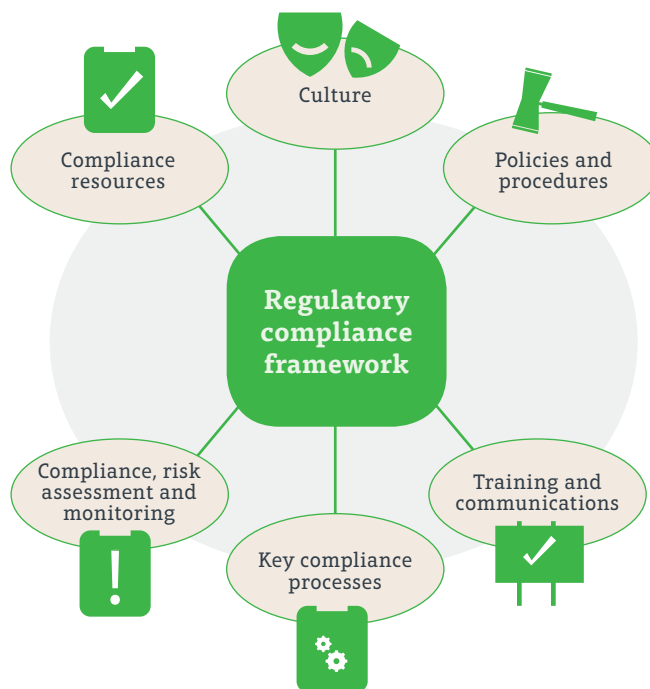 Culture
Compliance
resources
Policies and
procedures
Regulatory
compliance
framework
Compliance, risk
assessment and
monitoring
Training and
communications
Key compliance
processes